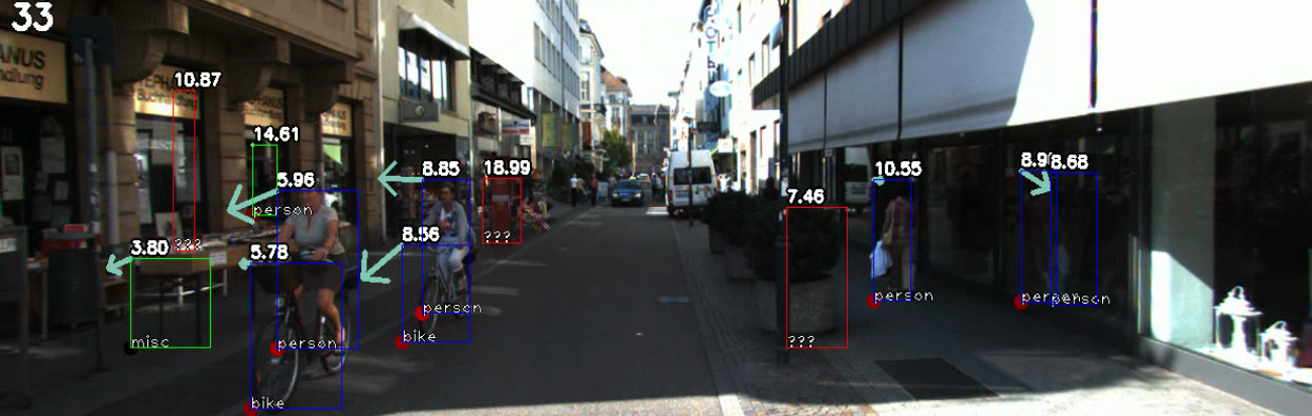 33
ANUS
ndlung
10.87
14.61
5.96
person
8.85
18.99
???
10.55
8.9
8.68
7.46
3.80
???
5.78
8.56
person
person
person
person
bike
misc
person
???
bike